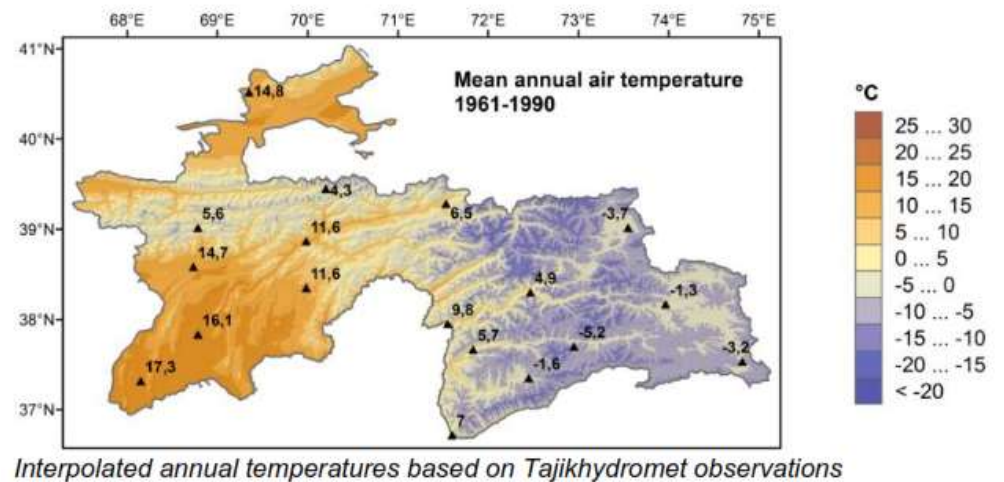 68°E 69°E 70°E 71°E 72°E 73°E 74°E 75°E
41°N
40°N
39°N
38°N
37°N
Mean annual air temperature
1961-1990
14,8
4,3
5,6
6,5
-3,7
11,6
14,7
11,6
4,9
-1,3
9,8
16,1
5,7
-5,2
-3,2
17,3
-1,6
7
°C
25 ... 30
20 ... 25
15 ... 20
10 ... 15
5 ... 10
0 ... 5
-5 ... 0
-10 ... -5
-15 ... -10
-20 ... -15
< -20
Interpolated annual temperatures based on Tajikhydromet observations